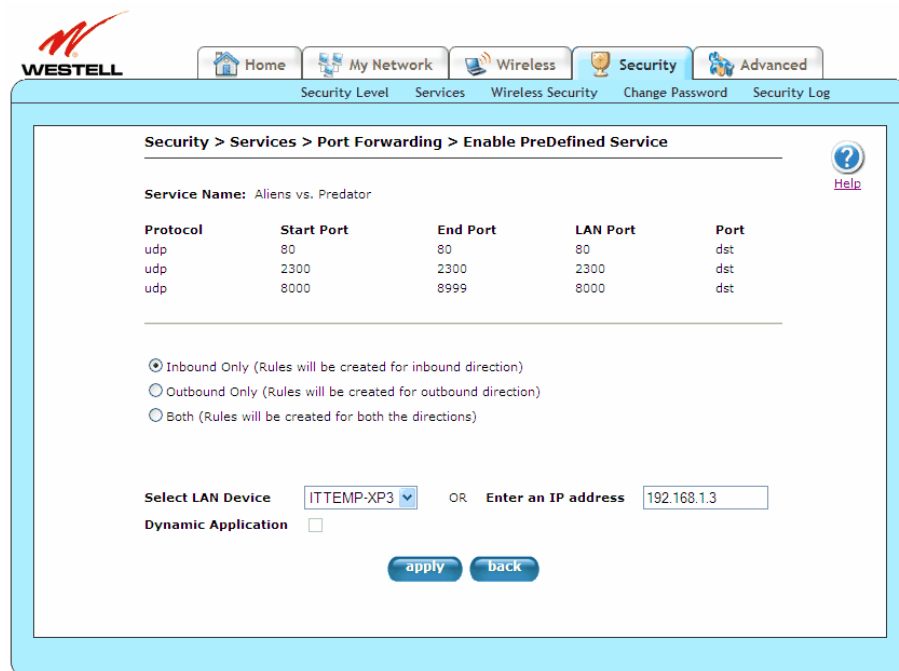 WESTELL
Home My Network Wireless Security Advanced
Security Level Services Wireless Security Change Password Security Log
Security > Services > Port Forwarding > Enable PreDefined Service
?
Help
Service Name: Aliens vs. Predator
Protocol Start Port End Port LAN Port Port
udp 80 80 80 dst
udp 2300 2300 2300 dst
udp 8000 8999 8000 dst
Inbound Only (Rules will be created for inbound direction)
Outbound Only (Rules will be created for outbound direction)
Both (Rules will be created for both the directions)
Select LAN Device ITTEMP-XP3 OR Enter an IP address 192.168.1.3
Dynamic Application
apply back